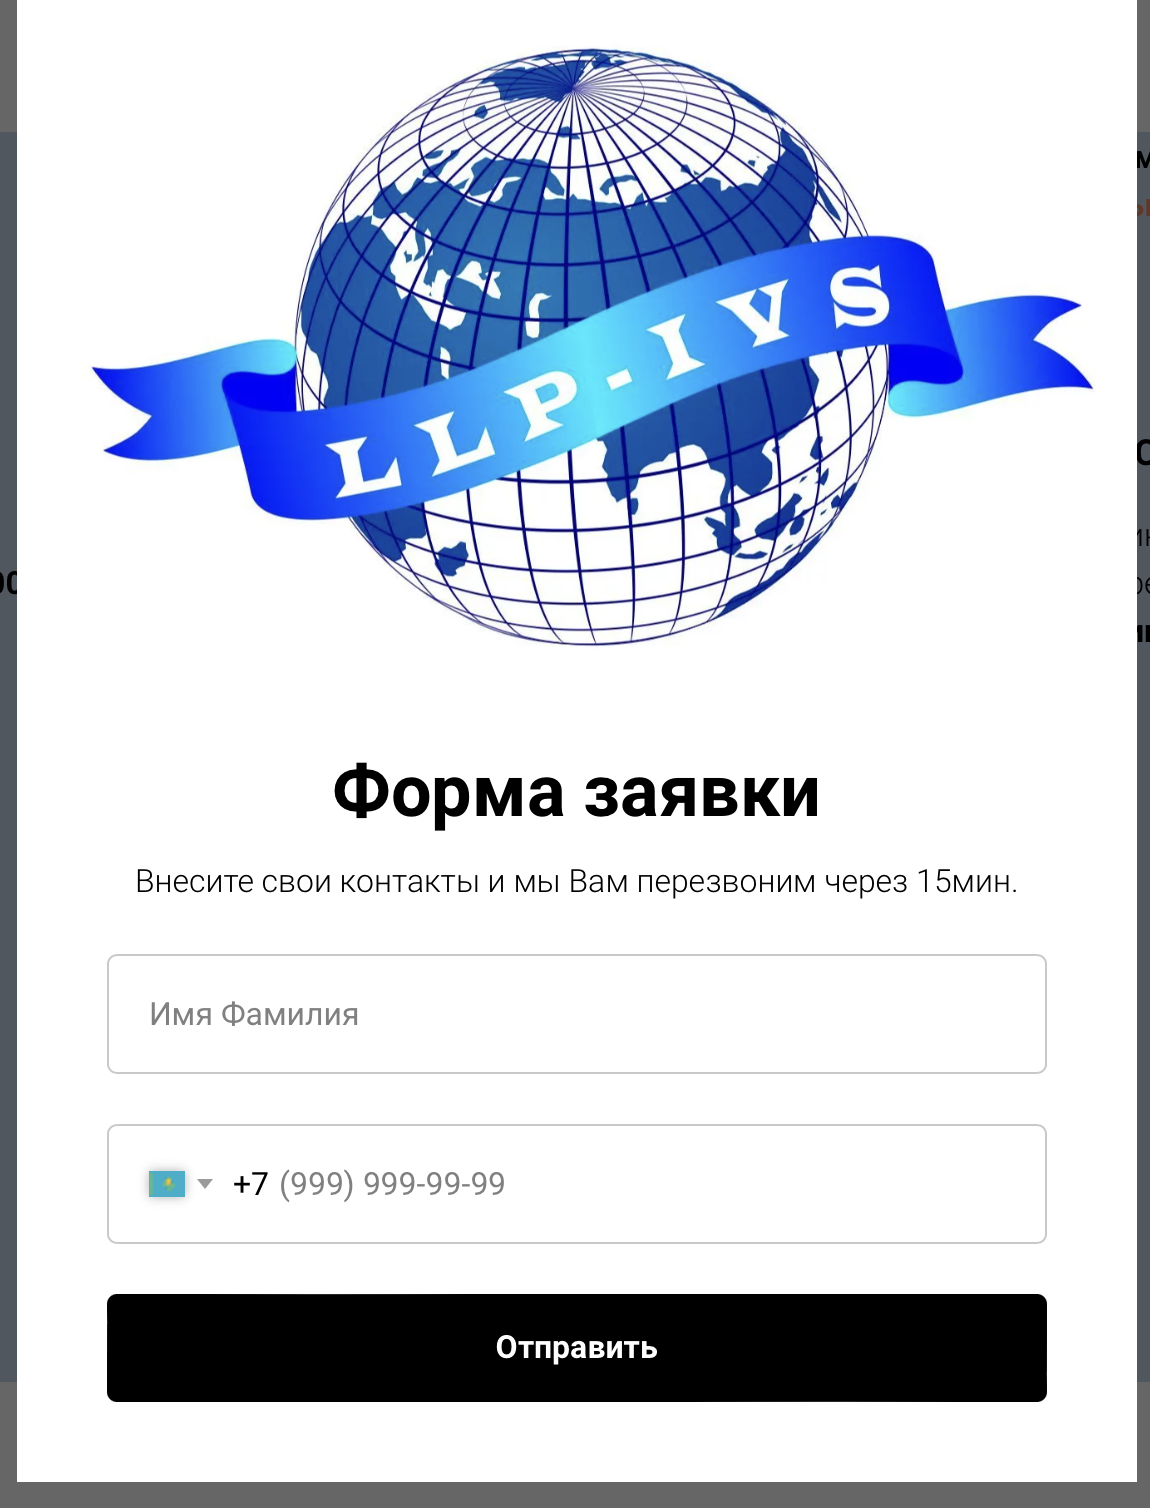 LLP-IVS
Форма заявки
Внесите свои контакты и мы Вам перезвоним через 15мин.
Имя Фамилия
+7 (999) 999-99-99
Отправить